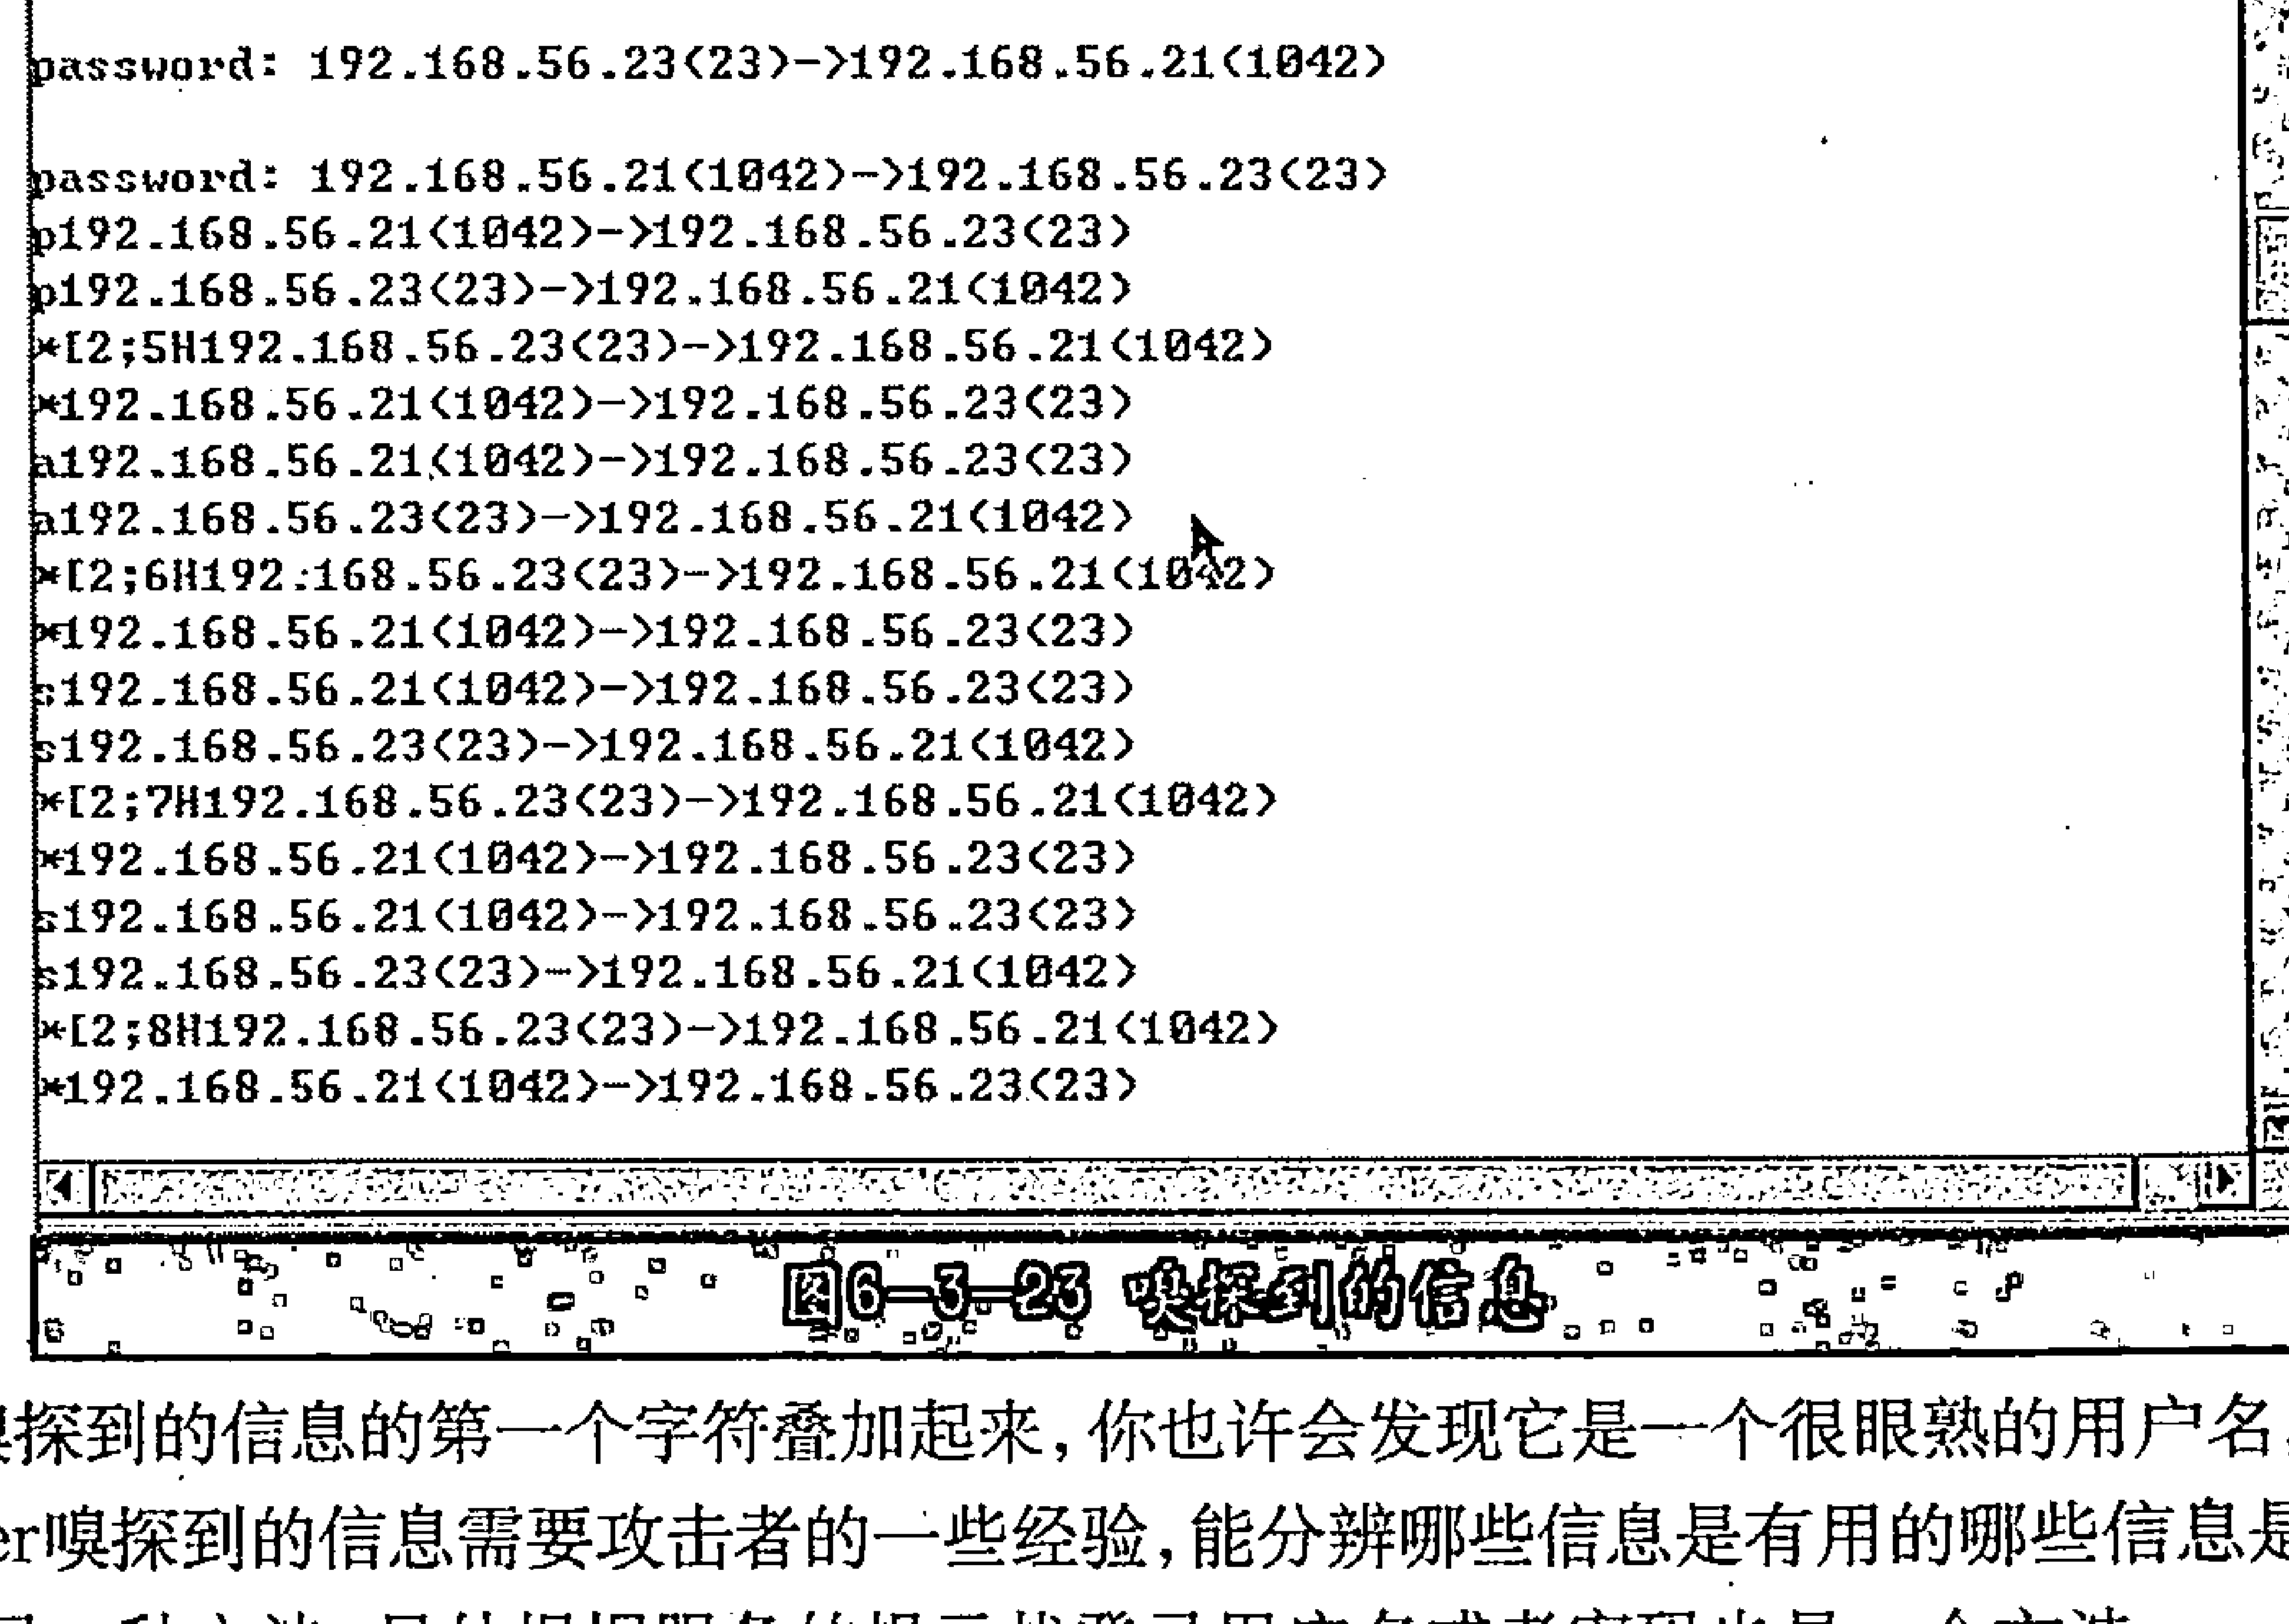 password: 192.168.56.23(23)->192.168.56.21(1042)
password: 192.168.56.21(1042)->192.168.56.23(23)
p192.168.56.21(1042)->192.168.56.23(23)
p192.168.56.23(23)->192.168.56.21(1042)
*[2;5H192.168.56.23(23)->192.168.56.21(1042)
*192.168.56.21(1042)->192.168.56.23(23)
a192.168.56.21(1042)->192.168.56.23(23)
a192.168.56.23(23)->192.168.56.21(1042)
*[2;6H192.168.56.23(23)->192.168.56.21(1042)
*192.168.56.21(1042)->192.168.56.23(23)
s192.168.56.21(1042)->192.168.56.23(23)
s192.168.56.23(23)->192.168.56.21(1042)
*[2;7H192.168.56.23(23)->192.168.56.21(1042)
*192.168.56.21(1042)->192.168.56.23(23)
s192.168.56.21(1042)->192.168.56.23(23)
s192.168.56.23(23)->192.168.56.21(1042)
*[2;8H192.168.56.23(23)->192.168.56.21(1042)
*192.168.56.21(1042)->192.168.56.23(23)
图6-3-23 嗅探到的信息
探到的信息的第一个字符叠加起来,你也许会发现它是一个很眼熟的用户名
er嗅探到的信息需要攻击者的一些经验,能分辨哪些信息是有用的哪些信息是